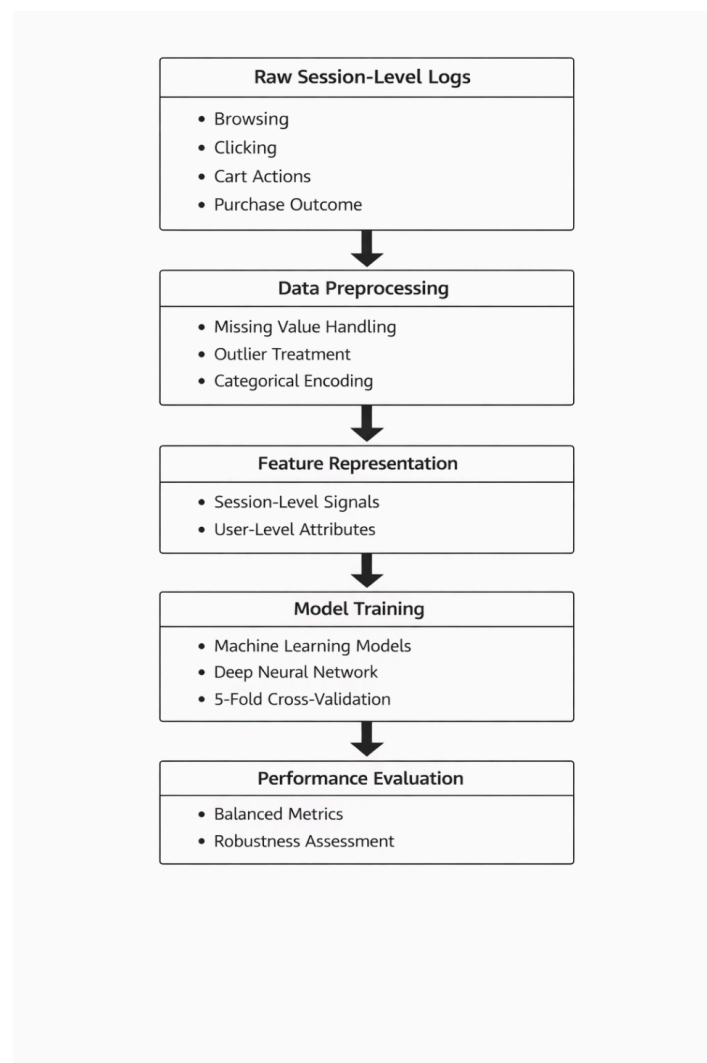 Raw Session-Level Logs
• Browsing
• Clicking
• Cart Actions
• Purchase Outcome
Data Preprocessing
• Missing Value Handling
• Outlier Treatment
• Categorical Encoding
Feature Representation
• Session-Level Signals
• User-Level Attributes
Model Training
• Machine Learning Models
• Deep Neural Network
• 5-Fold Cross-Validation
Performance Evaluation
• Balanced Metrics
• Robustness Assessment